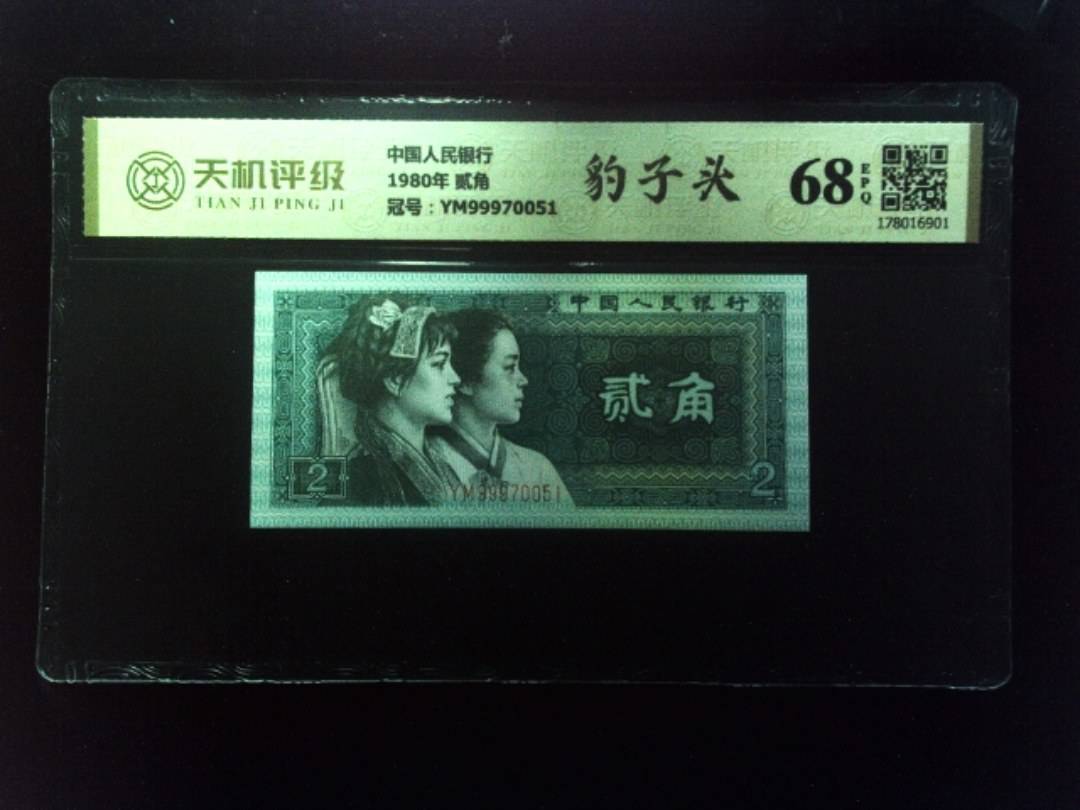 天机评级
TIAN JI PING JI
中国人民银行
1980年 贰角
冠号：YM99970051
豹子头
68
EPQ
178016901
中国人民银行
贰角
2
2
YM99970051